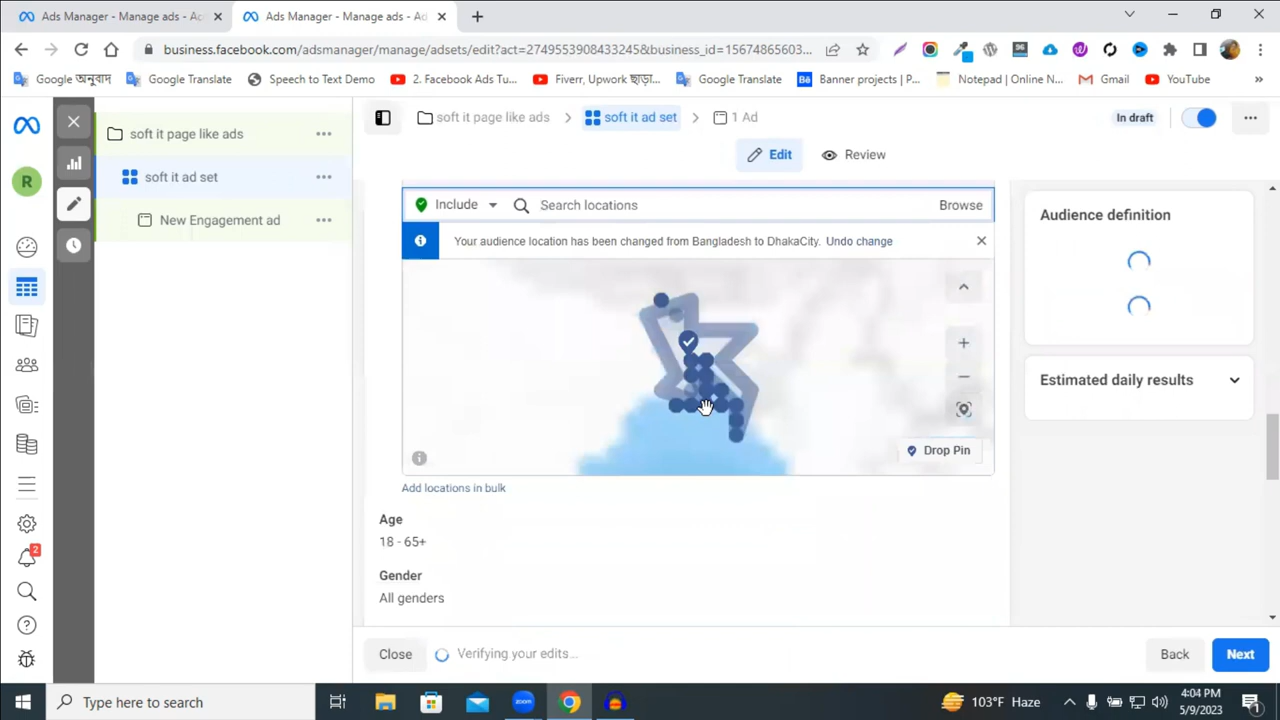 Ads Manager - Manage ads - Ac
Ads Manager - Manage ads - Ad
business.facebook.com/adsmanager/manage/adsets/edit?act=2749553908433245&business_id=15674865603...
Google অনুবাদ
Google Translate
Speech to Text Demo
2. Facebook Ads Tu...
Fiverr, Upwork ছাড়া...
Google Translate
Bē
Banner projects | P...
Notepad | Online N...
Gmail
YouTube
»
soft it page like ads
soft it ad set
1 Ad
In draft
soft it page like ads
Edit
Review
R
soft it ad set
New Engagement ad
Include
Search locations
Browse
Audience definition
Your audience location has been changed from Bangladesh to DhakaCity. Undo change
Estimated daily results
Drop Pin
Add locations in bulk
Age
18 - 65+
2
Gender
All genders
Close
Verifying your edits...
Back
Next
Type here to search
zoom
103°F Haze
4:04 PM
5/9/2023
1